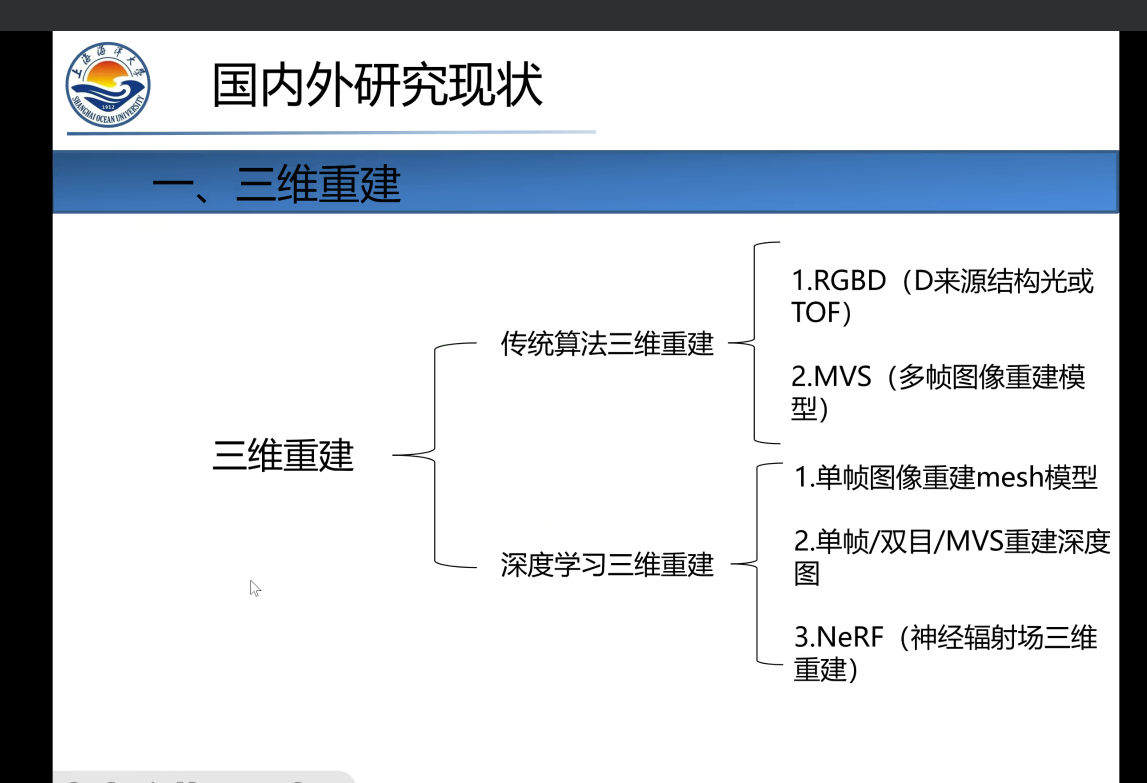 上海海洋大学
1912
SHANGHAI OCEAN UNIVERSITY
国内外研究现状
一、三维重建
三维重建
传统算法三维重建
1.RGBD（D来源结构光或
TOF）
2.MVS（多帧图像重建模
型）
深度学习三维重建
1.单帧图像重建mesh模型
2.单帧/双目/MVS重建深度
图
3.NeRF（神经辐射场三维
重建）